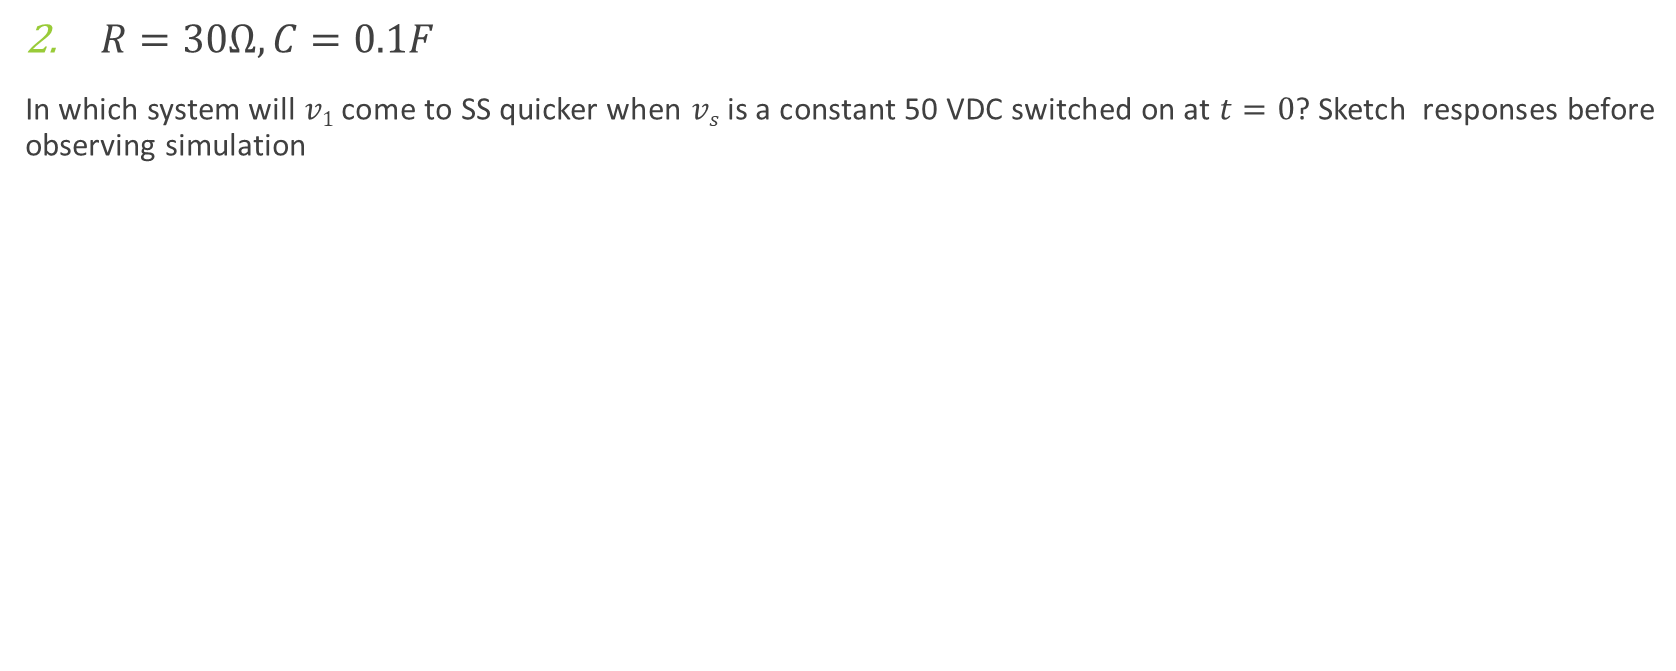 2. R = 30Ω, C = 0.1F
In which system will v₁ come to SS quicker when vₛ is a constant 50 VDC switched on at t = 0? Sketch responses before
observing simulation